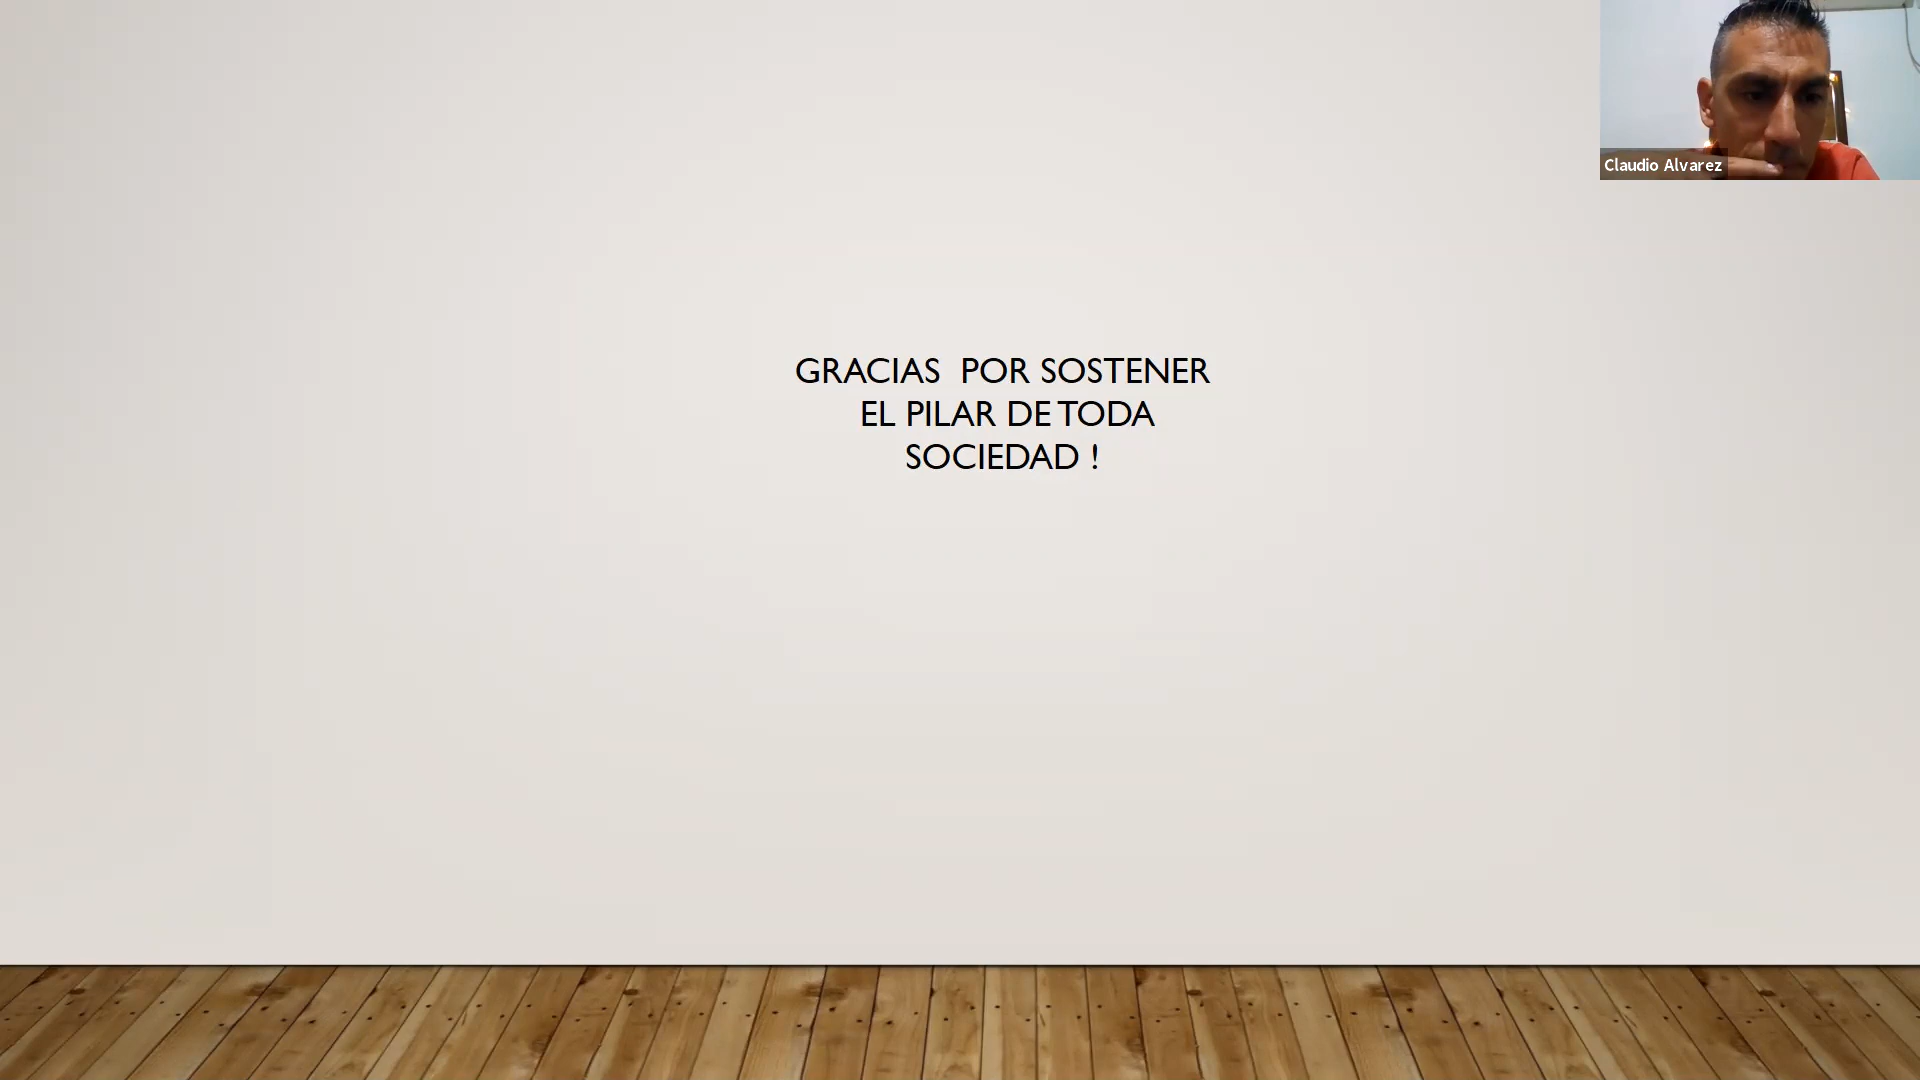 Claudio Alvarez
GRACIAS  POR SOSTENER
EL PILAR DE TODA
SOCIEDAD !